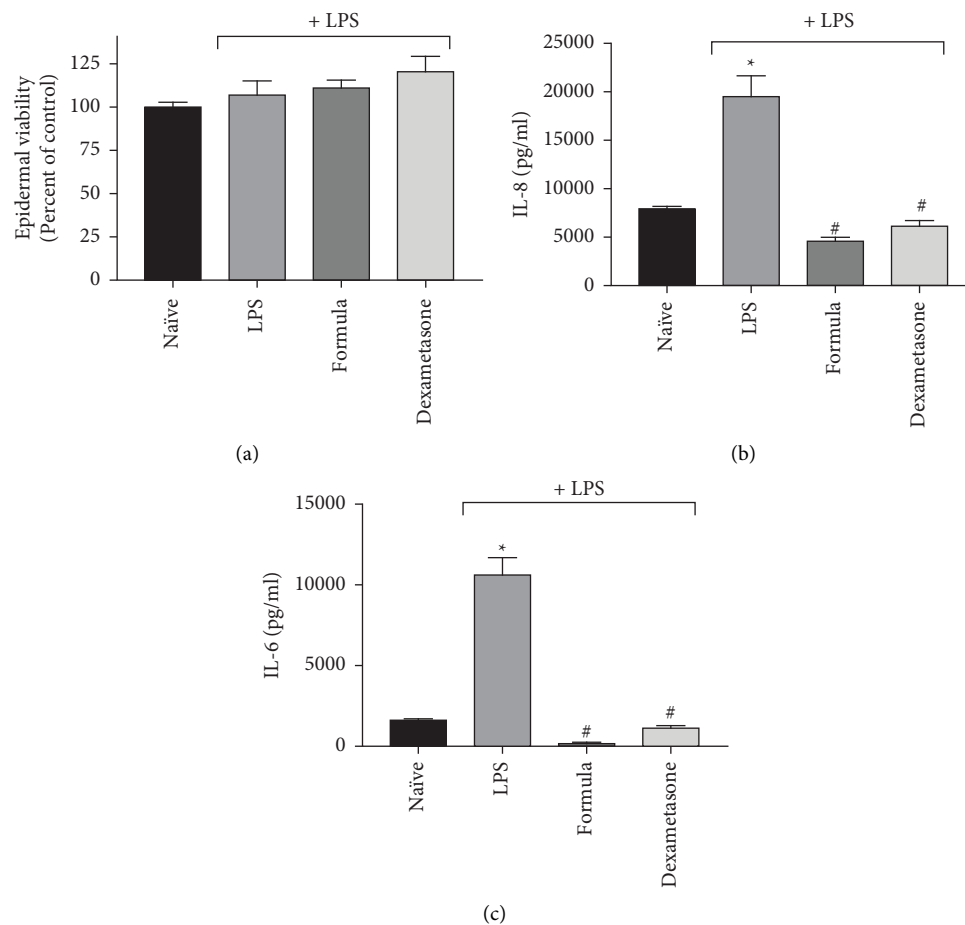 + LPS
Epidermal viability
(Percent of control)
125
100
75
50
25
0
Naïve
LPS
Formula
Dexametasone
(a)
+ LPS
IL-8 (pg/ml)
25000
20000
15000
10000
5000
0
*
#
#
Naïve
LPS
Formula
Dexametasone
(b)
+ LPS
IL-6 (pg/ml)
15000
10000
5000
0
*
#
#
Naïve
LPS
Formula
Dexametasone
(c)